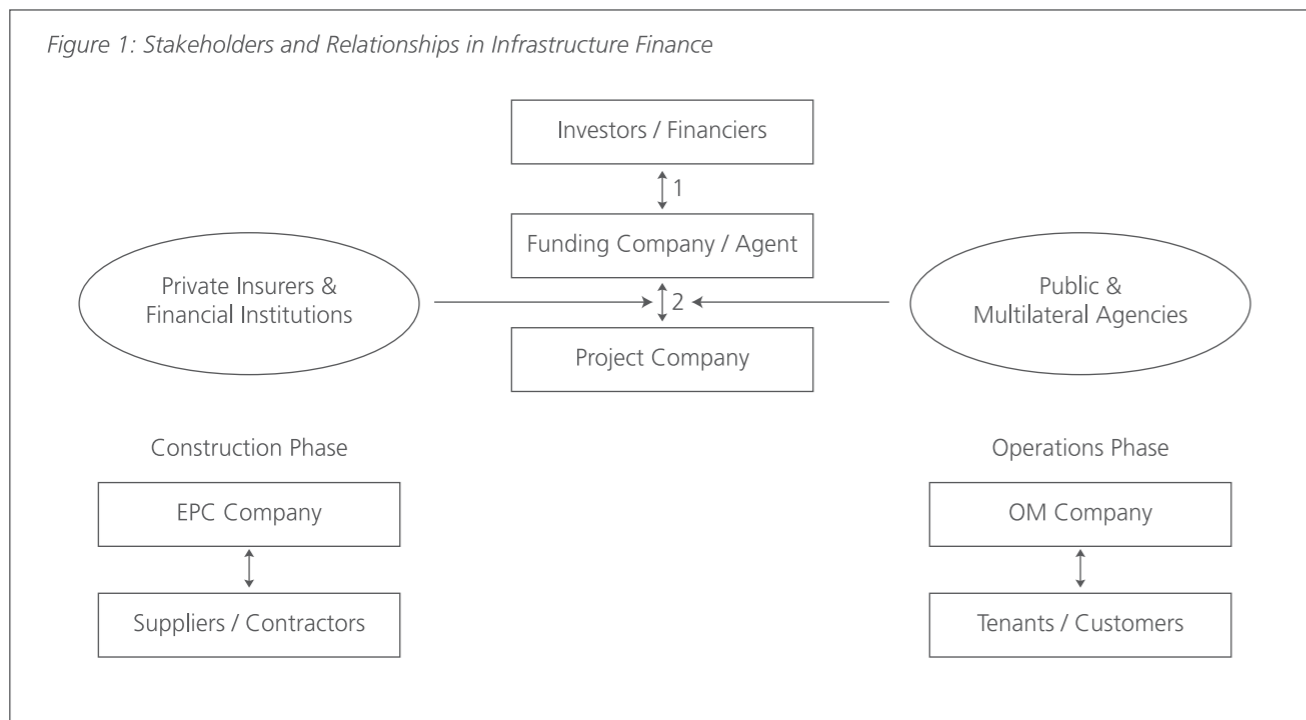 Figure 1: Stakeholders and Relationships in Infrastructure Finance
Investors / Financiers
1
Funding Company / Agent
Private Insurers &
Financial Institutions
2
Public &
Multilateral Agencies
Project Company
Construction Phase
Operations Phase
EPC Company
OM Company
Suppliers / Contractors
Tenants / Customers